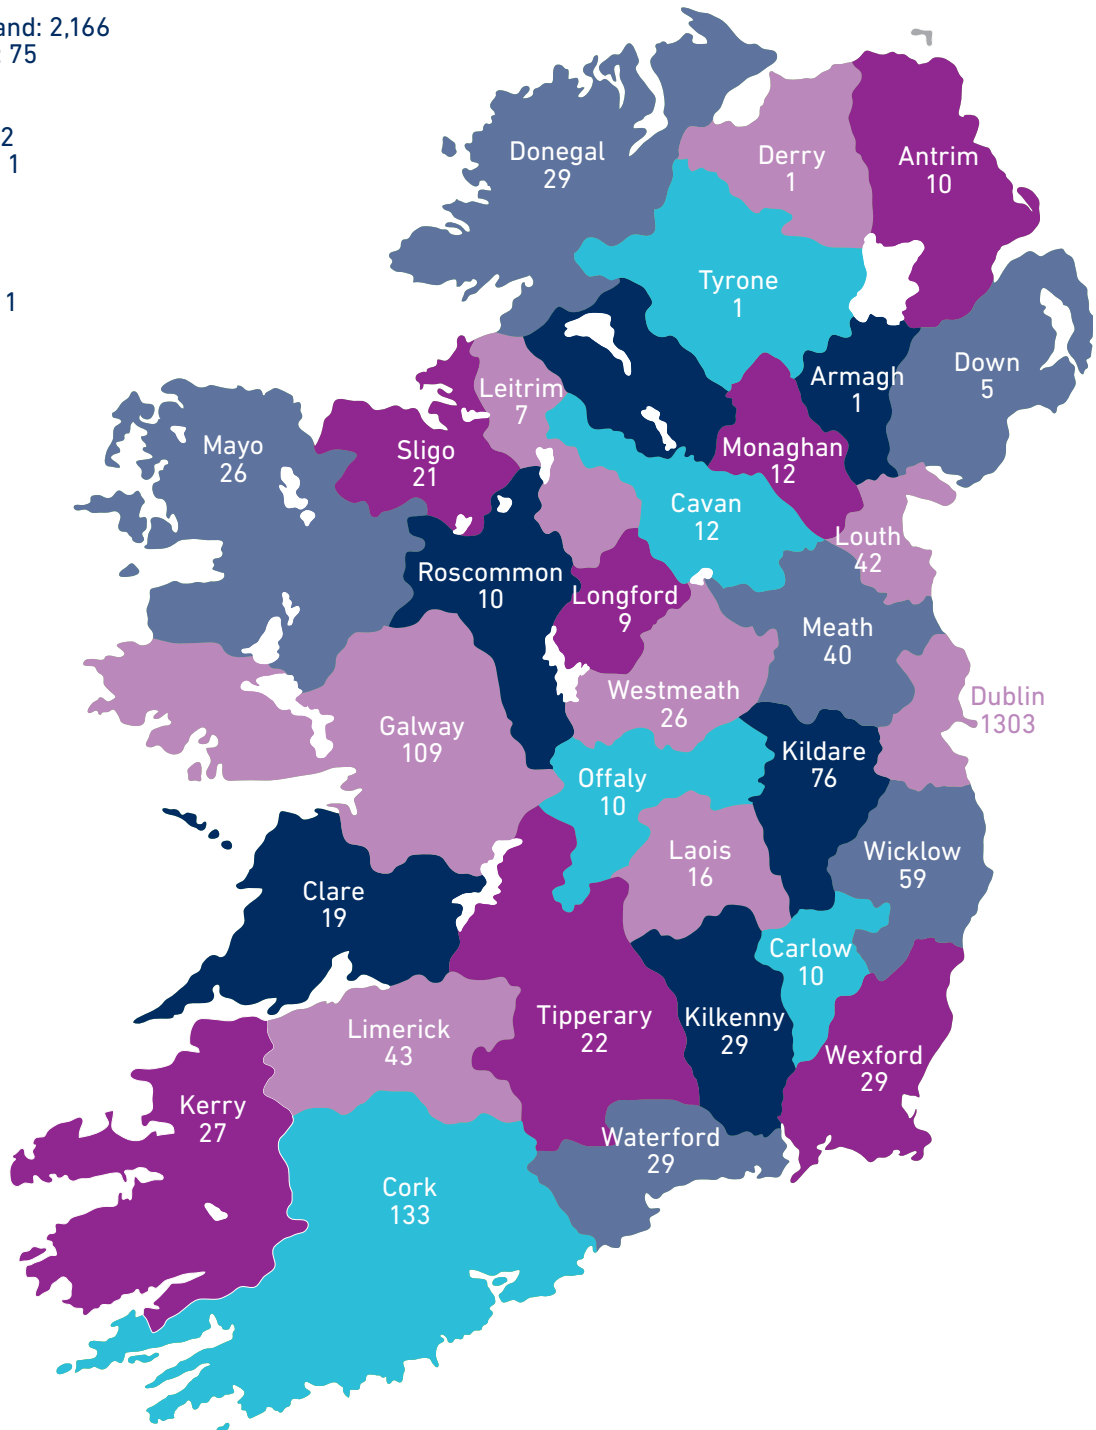 and: 2,166
: 75
2
1
1
Donegal
29
Derry
1
Antrim
10
Tyrone
1
Armagh
1
Down
5
Leitrim
7
Mayo
26
Sligo
21
Monaghan
12
Cavan
12
Louth
42
Roscommon
10
Longford
9
Meath
40
Westmeath
26
Dublin
1303
Galway
109
Offaly
10
Kildare
76
Laois
16
Wicklow
59
Clare
19
Carlow
10
Tipperary
22
Kilkenny
29
Limerick
43
Wexford
29
Kerry
27
Waterford
29
Cork
133